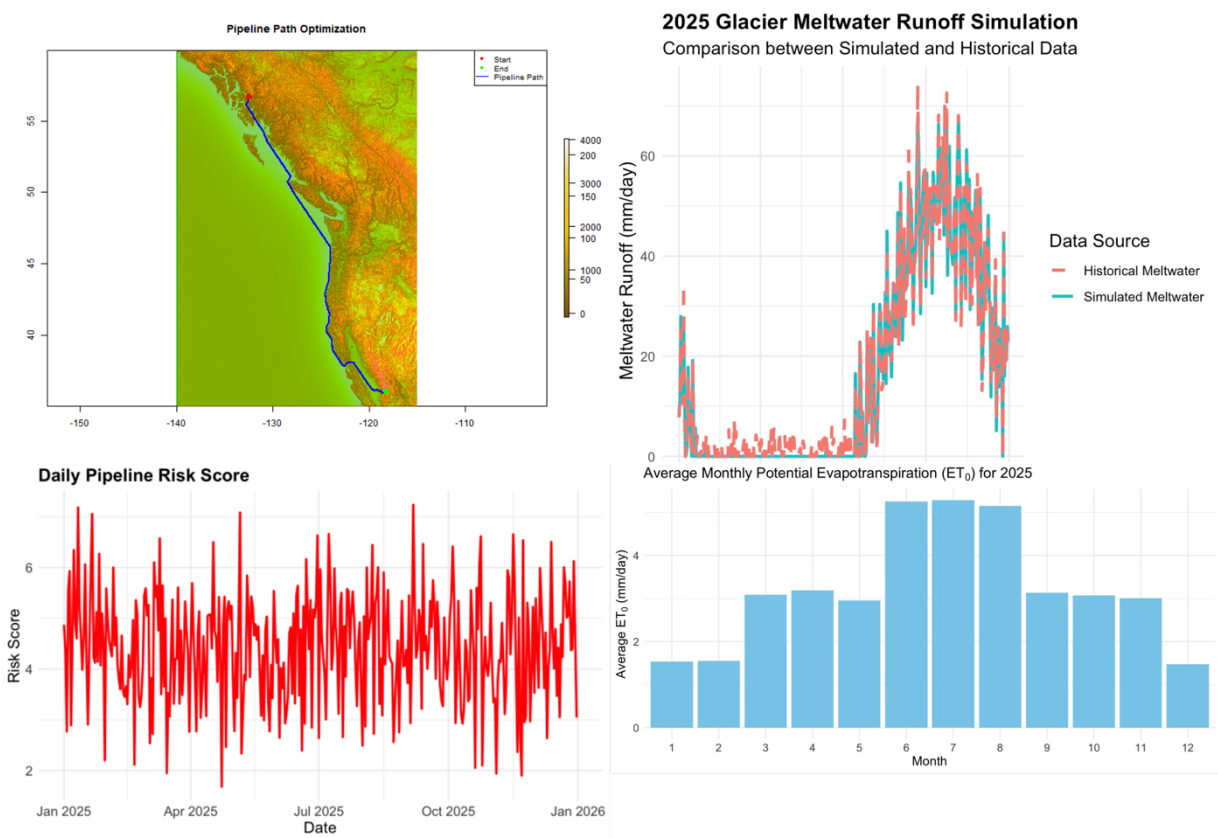 Pipeline Path Optimization
Start
End
Pipeline Path
55
50
45
40
-150
-140
-130
-120
-110
4000
200
3000
150
2000
100
1000
50
0
2025 Glacier Meltwater Runoff Simulation
Comparison between Simulated and Historical Data
Meltwater Runoff (mm/day)
60
40
20
0
Data Source
Historical Meltwater
Simulated Meltwater
Daily Pipeline Risk Score
Risk Score
6
4
2
Jan 2025 Apr 2025 Jul 2025 Oct 2025 Jan 2026
Date
Average Monthly Potential Evapotranspiration (ET₀) for 2025
Average ET₀ (mm/day)
4
2
0
1 2 3 4 5 6 7 8 9 10 11 12
Month